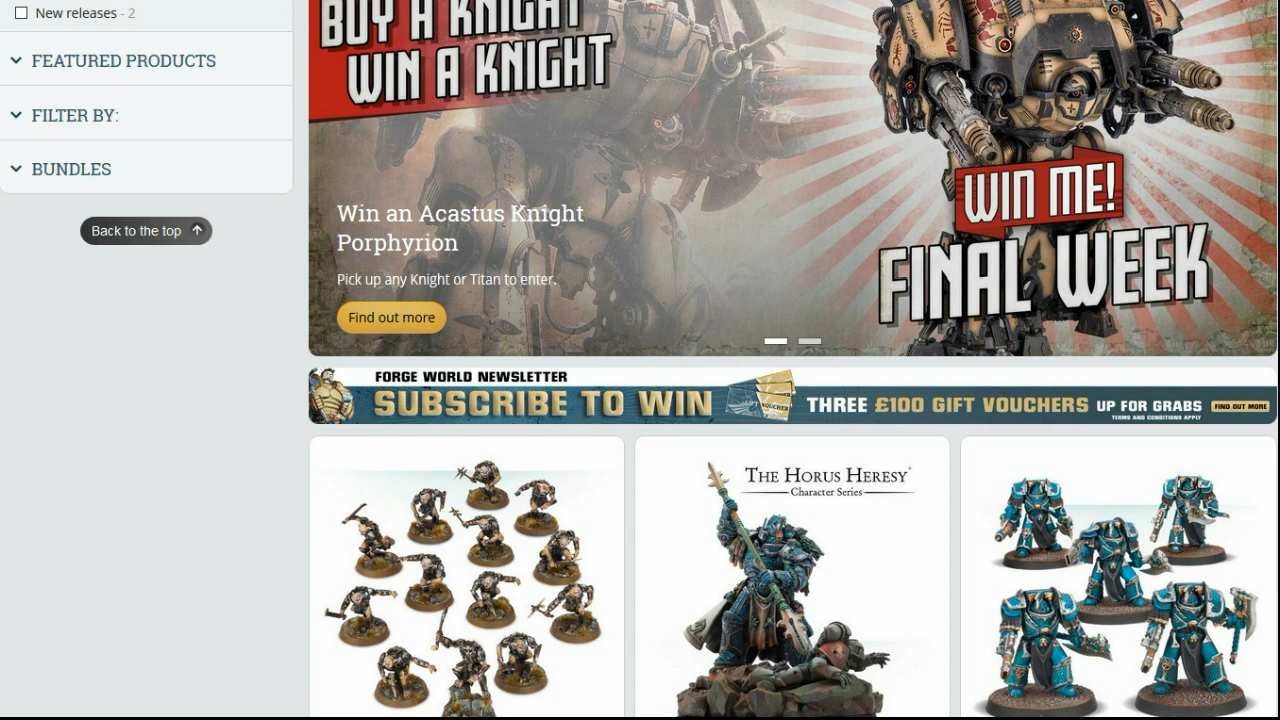 New releases - 2
FEATURED PRODUCTS
FILTER BY:
BUNDLES
Back to the top
BUY A KNIGHT
WIN A KNIGHT
Win an Acastus Knight
Porphyrion
Pick up any Knight or Titan to enter.
Find out more
WIN ME!
FINAL WEEK
FORGE WORLD NEWSLETTER
SUBSCRIBE TO WIN
VOUCHER
THREE £100 GIFT VOUCHERS UP FOR GRABS
TERMS AND CONDITIONS APPLY
FIND OUT MORE
THE HORUS HERESY
Character Series